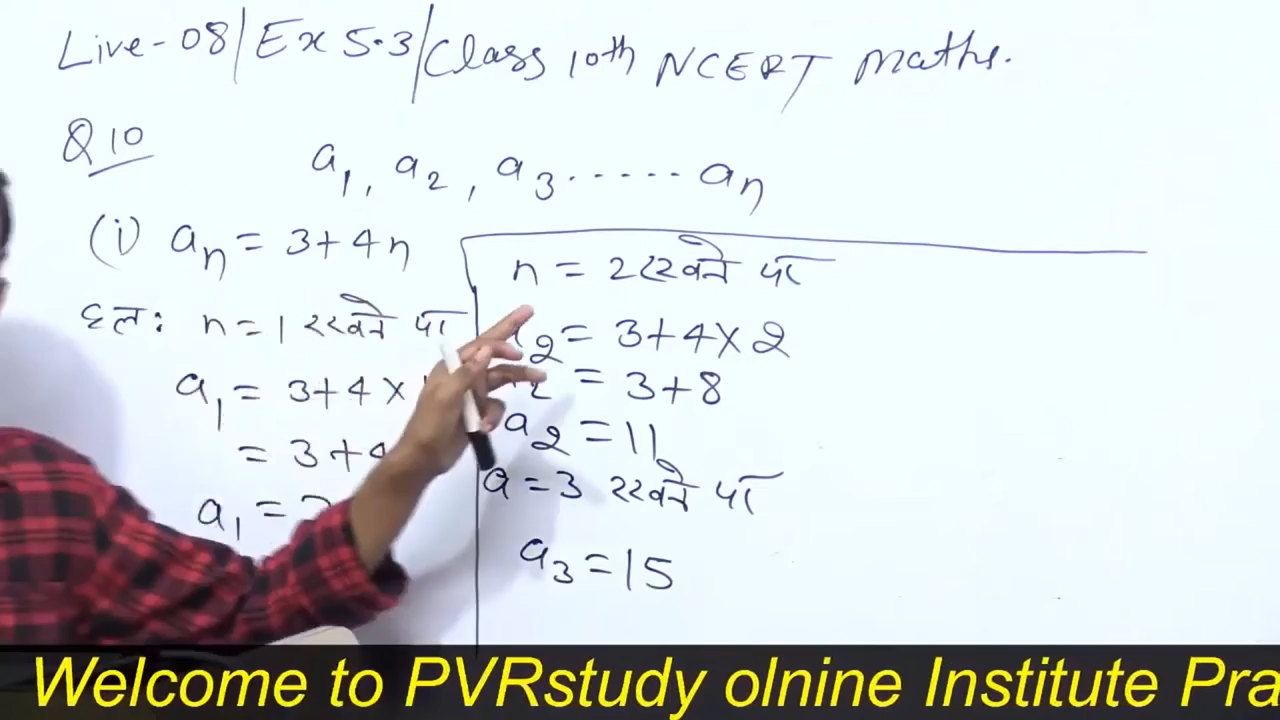 Live-08/Ex 5.3/Class 10th NCERT Maths.
Q10
a₁, a₂, a₃ ...... aₙ
(i) aₙ = 3+4n
हल: n = 1 रखने पर
a₁ = 3+4×
= 3+4
a₁ =
n = 2 रखने पर
₂ = 3+4×2
₂ = 3+8
a₂ = 11
a = 3 रखने पर
a₃ = 15
Welcome to PVRstudy olnine Institute Pra